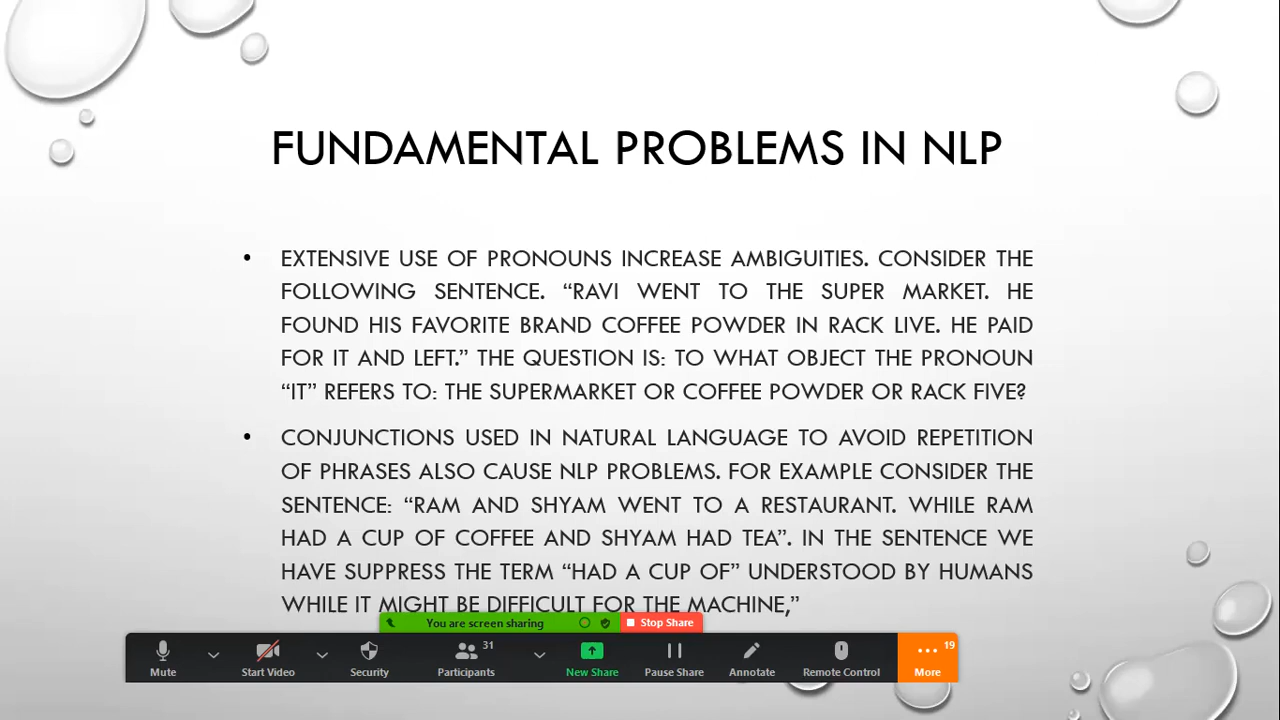 FUNDAMENTAL PROBLEMS IN NLP
• EXTENSIVE USE OF PRONOUNS INCREASE AMBIGUITIES. CONSIDER THE
FOLLOWING SENTENCE. “RAVI WENT TO THE SUPER MARKET. HE
FOUND HIS FAVORITE BRAND COFFEE POWDER IN RACK LIVE. HE PAID
FOR IT AND LEFT.” THE QUESTION IS: TO WHAT OBJECT THE PRONOUN
“IT” REFERS TO: THE SUPERMARKET OR COFFEE POWDER OR RACK FIVE?
• CONJUNCTIONS USED IN NATURAL LANGUAGE TO AVOID REPETITION
OF PHRASES ALSO CAUSE NLP PROBLEMS. FOR EXAMPLE CONSIDER THE
SENTENCE: “RAM AND SHYAM WENT TO A RESTAURANT. WHILE RAM
HAD A CUP OF COFFEE AND SHYAM HAD TEA”. IN THE SENTENCE WE
HAVE SUPPRESS THE TERM “HAD A CUP OF” UNDERSTOOD BY HUMANS
WHILE IT MIGHT BE DIFFICULT FOR THE MACHINE,”
You are screen sharing Stop Share
31 19
Mute Start Video Security Participants New Share Pause Share Annotate Remote Control More